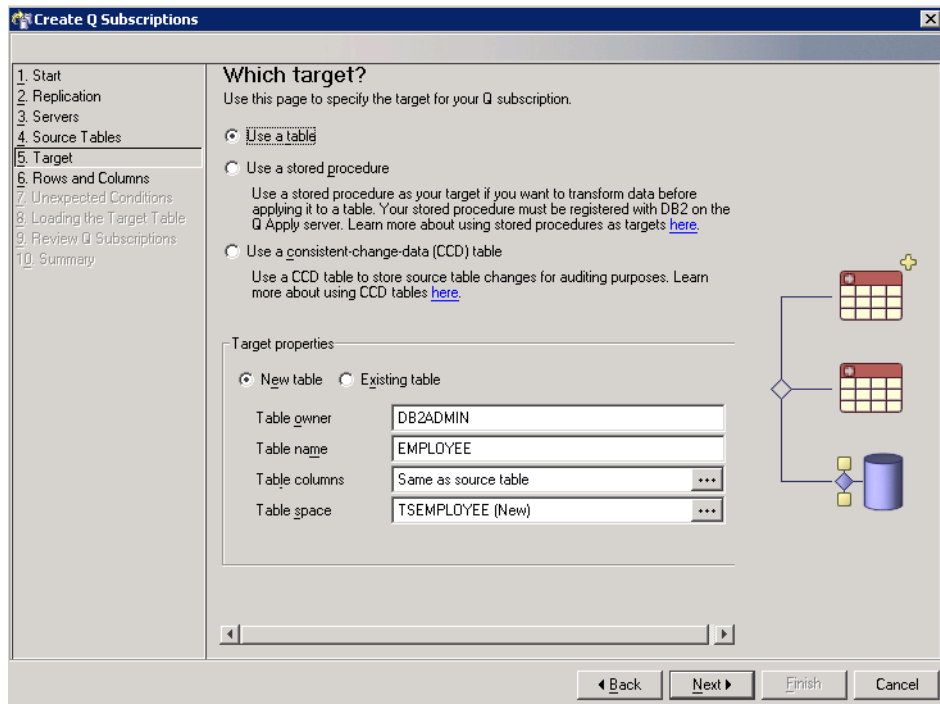 Create Q Subscriptions
1. Start
2. Replication
3. Servers
4. Source Tables
5. Target
6. Rows and Columns
7. Unexpected Conditions
8. Loading the Target Table
9. Review Q Subscriptions
10. Summary
Which target?
Use this page to specify the target for your Q subscription.
Use a table
Use a stored procedure
Use a stored procedure as your target if you want to transform data before
applying it to a table. Your stored procedure must be registered with DB2 on the
Q Apply server. Learn more about using stored procedures as targets here.
Use a consistent-change-data (CCD) table
Use a CCD table to store source table changes for auditing purposes. Learn
more about using CCD tables here.
Target properties
New table Existing table
Table owner DB2ADMIN
Table name EMPLOYEE
Table columns Same as source table ...
Table space TSEMPLOYEE (New) ...
Back Next Finish Cancel